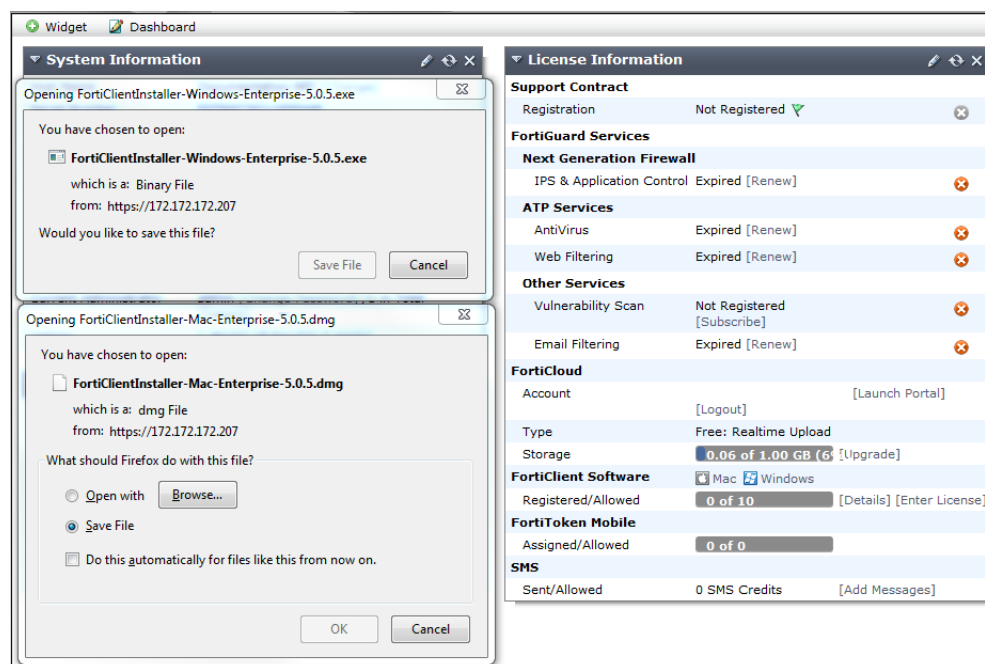 Widget Dashboard
System Information
Opening FortiClientInstaller-Windows-Enterprise-5.0.5.exe
You have chosen to open:
FortiClientInstaller-Windows-Enterprise-5.0.5.exe
which is a: Binary File
from: https://172.172.172.207
Would you like to save this file?
Save File Cancel
Opening FortiClientInstaller-Mac-Enterprise-5.0.5.dmg
You have chosen to open:
FortiClientInstaller-Mac-Enterprise-5.0.5.dmg
which is a: dmg File
from: https://172.172.172.207
What should Firefox do with this file?
Open with Browse...
Save File
Do this automatically for files like this from now on.
OK Cancel
License Information
Support Contract
Registration Not Registered
FortiGuard Services
Next Generation Firewall
IPS & Application Control Expired [Renew]
ATP Services
AntiVirus Expired [Renew]
Web Filtering Expired [Renew]
Other Services
Vulnerability Scan Not Registered
[Subscribe]
Email Filtering Expired [Renew]
FortiCloud
Account [Launch Portal]
[Logout]
Type Free: Realtime Upload
Storage 0.06 of 1.00 GB (6% [Upgrade]
FortiClient Software Mac Windows
Registered/Allowed 0 of 10 [Details] [Enter License]
FortiToken Mobile
Assigned/Allowed 0 of 0
SMS
Sent/Allowed 0 SMS Credits [Add Messages]